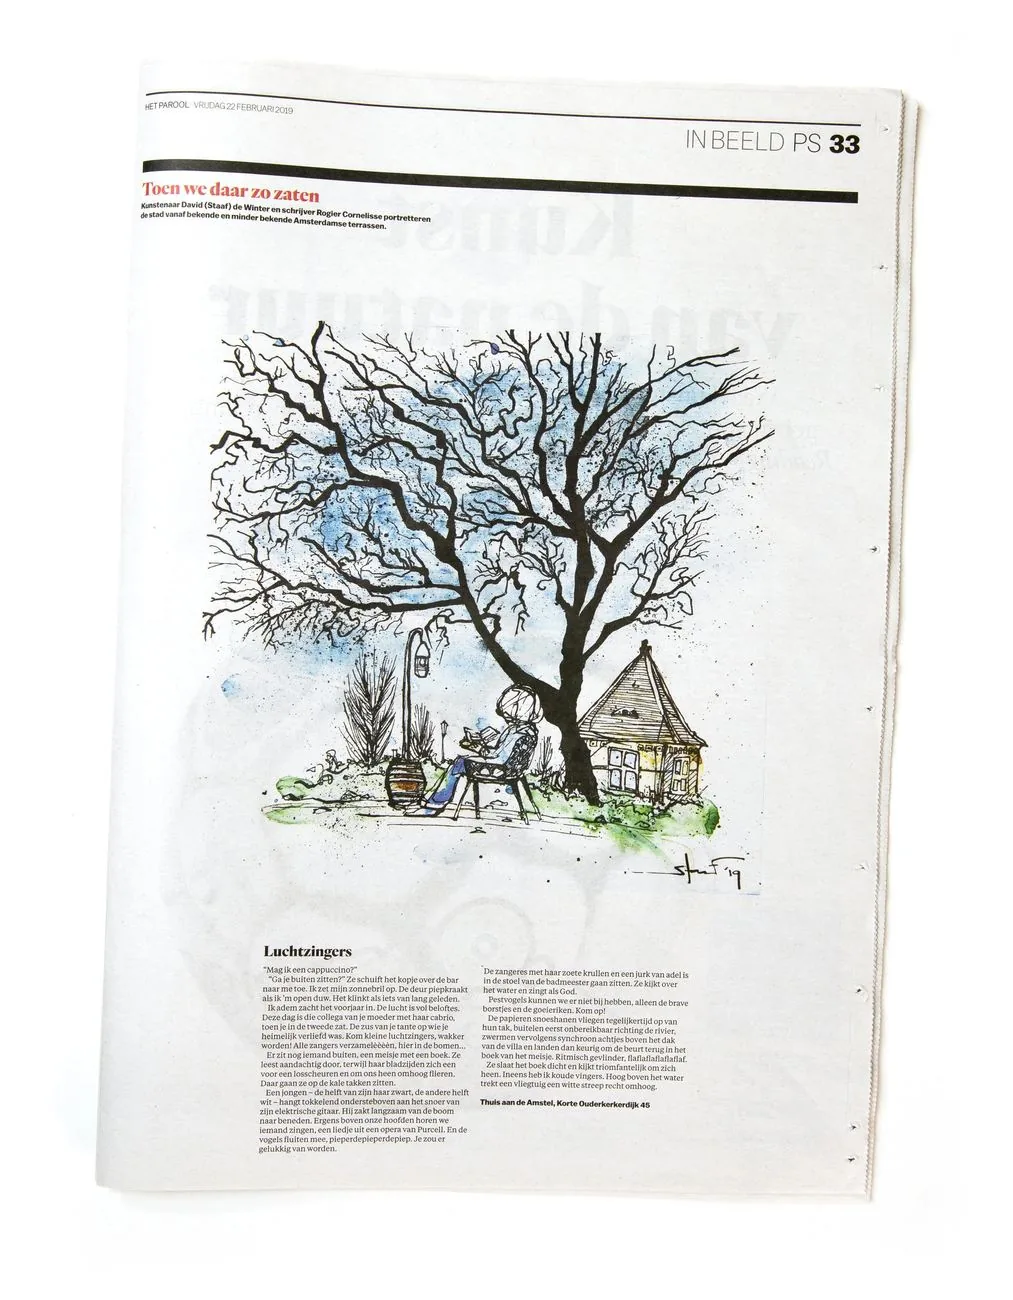 HET PAROOL VRIJDAG 22 FEBRUARI 2019
IN BEELD PS 33
Toen we daar zo zaten
Kunstenaar David (Staaf) de Winter en schrijver Rogier Cornelisse portretteren
de stad vanaf bekende en minder bekende Amsterdamse terrassen.
Staaf '19
Luchtzingers
"Mag ik een cappuccino?"
"Ga je buiten zitten?" Ze schuift het kopje over de bar
naar me toe. Ik zet mijn zonnebril op. De deur piepkraakt
als ik 'm open duw. Het klinkt als iets van lang geleden.
Ik adem zacht het voorjaar in. De lucht is vol beloftes.
Deze dag is die collega van je moeder met haar cabrio,
toen je in de tweede zat. De zus van je tante op wie je
heimelijk verliefd was. Kom kleine luchtzingers, wakker
worden! Alle zangers verzamelèèèèn, hier in de bomen...
Er zit nog iemand buiten, een meisje met een boek. Ze
leest aandachtig door, terwijl haar bladzijden zich een
voor een losscheuren en om ons heen omhoog flieren.
Daar gaan ze op de kale takken zitten.
Een jongen – de helft van zijn haar zwart, de andere helft
wit – hangt tokkelend ondersteboven aan het snoer van
zijn elektrische gitaar. Hij zakt langzaam van de boom
naar beneden. Ergens boven onze hoofden horen we
iemand zingen, een liedje uit een opera van Purcell. En de
vogels fluiten mee, pieperdepieperdepiep. Je zou er
gelukkig van worden.
De zangeres met haar zoete krullen en een jurk van adel is
in de stoel van de badmeester gaan zitten. Ze kijkt over
het water en zingt als God.
Pestvogels kunnen we er niet bij hebben, alleen de brave
borstjes en de goeieriken. Kom op!
De papieren snoeshanen vliegen tegelijkertijd op van
hun tak, buitelen eerst onbereikbaar richting de rivier,
zwermen vervolgens synchroon achtjes boven het dak
van de villa en landen dan keurig om de beurt terug in het
boek van het meisje. Ritmisch gevlinder, flaflaflaflaflaflaf.
Ze slaat het boek dicht en kijkt triomfantelijk om zich
heen. Ineens heb ik koude vingers. Hoog boven het water
trekt een vliegtuig een witte streep recht omhoog.
Thuis aan de Amstel, Korte Ouderkerkerdijk 45